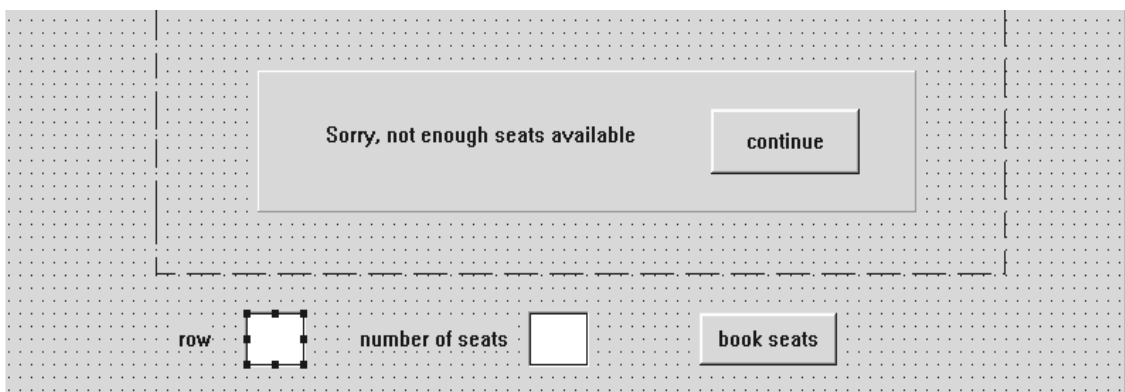 Sorry, not enough seats available
continue
row
number of seats
book seats